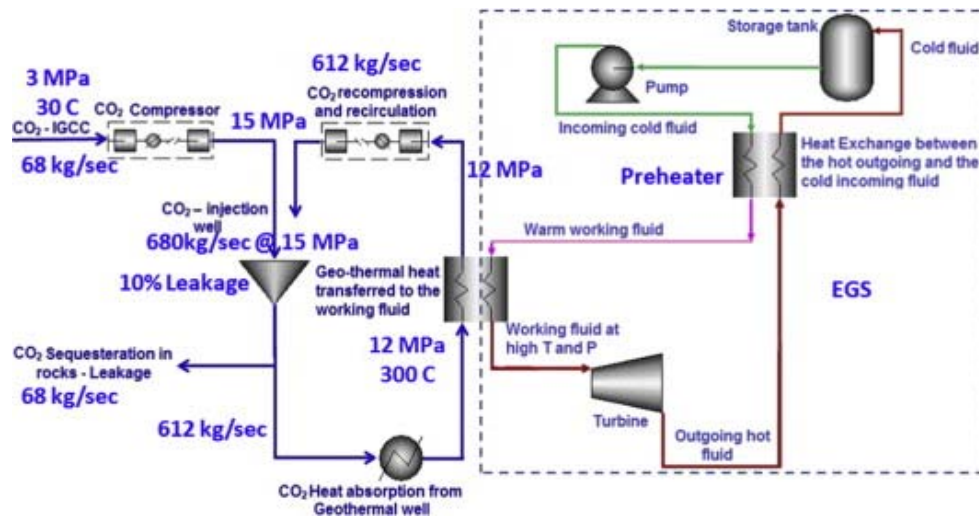 3 MPa
30 C
CO2 - IGCC
68 kg/sec
CO2 Compressor
15 MPa
612 kg/sec
CO2 recompression
and recirculation
12 MPa
CO2 – injection
well
680kg/sec @ 15 MPa
10% Leakage
Geo-thermal heat
transferred to the
working fluid
CO2 Sequesteration in
rocks - Leakage
68 kg/sec
12 MPa
300 C
612 kg/sec
CO2 Heat absorption from
Geothermal well
Storage tank
Cold fluid
Pump
Incoming cold fluid
Preheater
Heat Exchange between
the hot outgoing and the
cold incoming fluid
Warm working fluid
EGS
Working fluid at
high T and P
Turbine
Outgoing hot
fluid